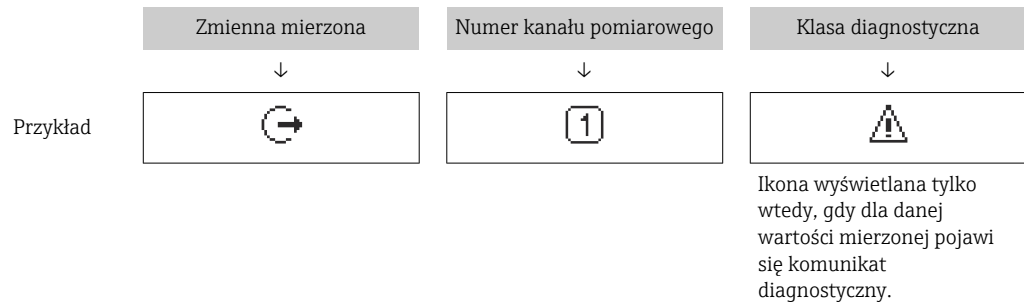 Zmienna mierzona
Numer kanału pomiarowego
Klasa diagnostyczna
↓
↓
↓
Przykład
1
Ikona wyświetlana tylko
wtedy, gdy dla danej
wartości mierzonej pojawi
się komunikat
diagnostyczny.